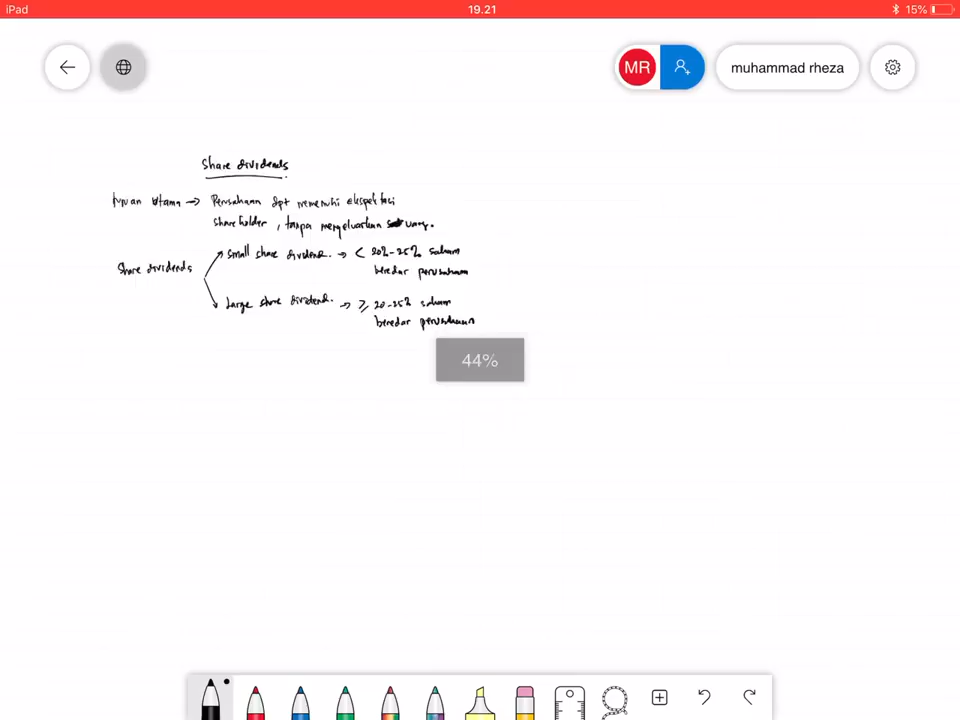 iPad
19.21
15%
MR
muhammad rheza
Share dividends
tujuan utama → Perusahaan dpt memenuhi ekspektasi
shareholder, tanpa mengeluarkan uang.
Share dividends
small share dividend. → < 20%-25% saham
beredar perusahaan
Large share dividend. → ≥ 20-25% saham
beredar perusahaan
44%